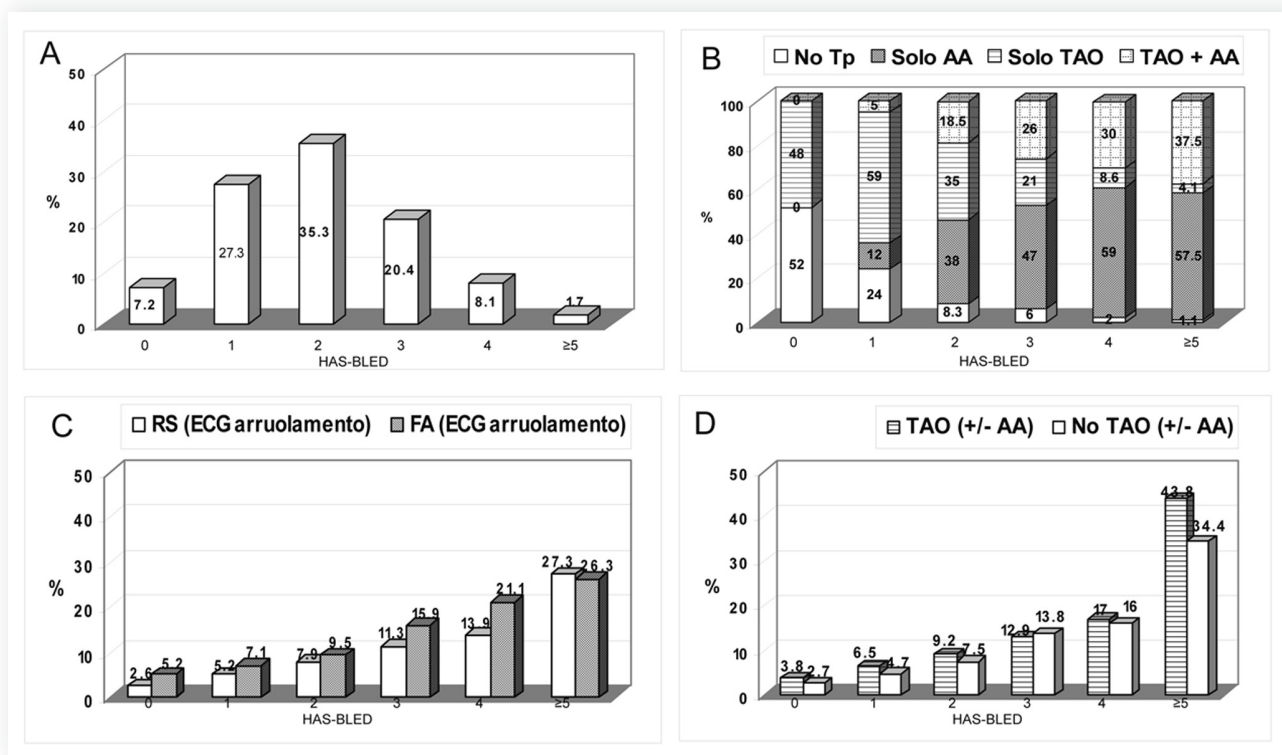 A
50
40
30
20
10
0
%
7.2
27.3
35.3
20.4
8.1
1.7
0 1 2 3 4 ≥5
HAS-BLED
B
No Tp Solo AA Solo TAO TAO + AA
100
80
60
40
20
0
%
0 5 18.5 26 30 37.5
48 59 35 21 8.6 4.1
0 12 38 47 59 57.5
52 24 8.3 6 2 1.1
0 1 2 3 4 ≥5
HAS-BLED
C
RS (ECG arruolamento) FA (ECG arruolamento)
50
40
30
20
10
0
%
2.6 5.2 5.2 7.1 7.9 9.5 11.3 15.9 13.9 21.1 27.3 26.3
0 1 2 3 4 ≥5
HAS-BLED
D
TAO (+/- AA) No TAO (+/- AA)
50
40
30
20
10
0
%
3.8 2.7 6.5 4.7 9.2 7.5 12.9 13.8 17 16 43.8 34.4
0 1 2 3 4 ≥5
HAS-BLED